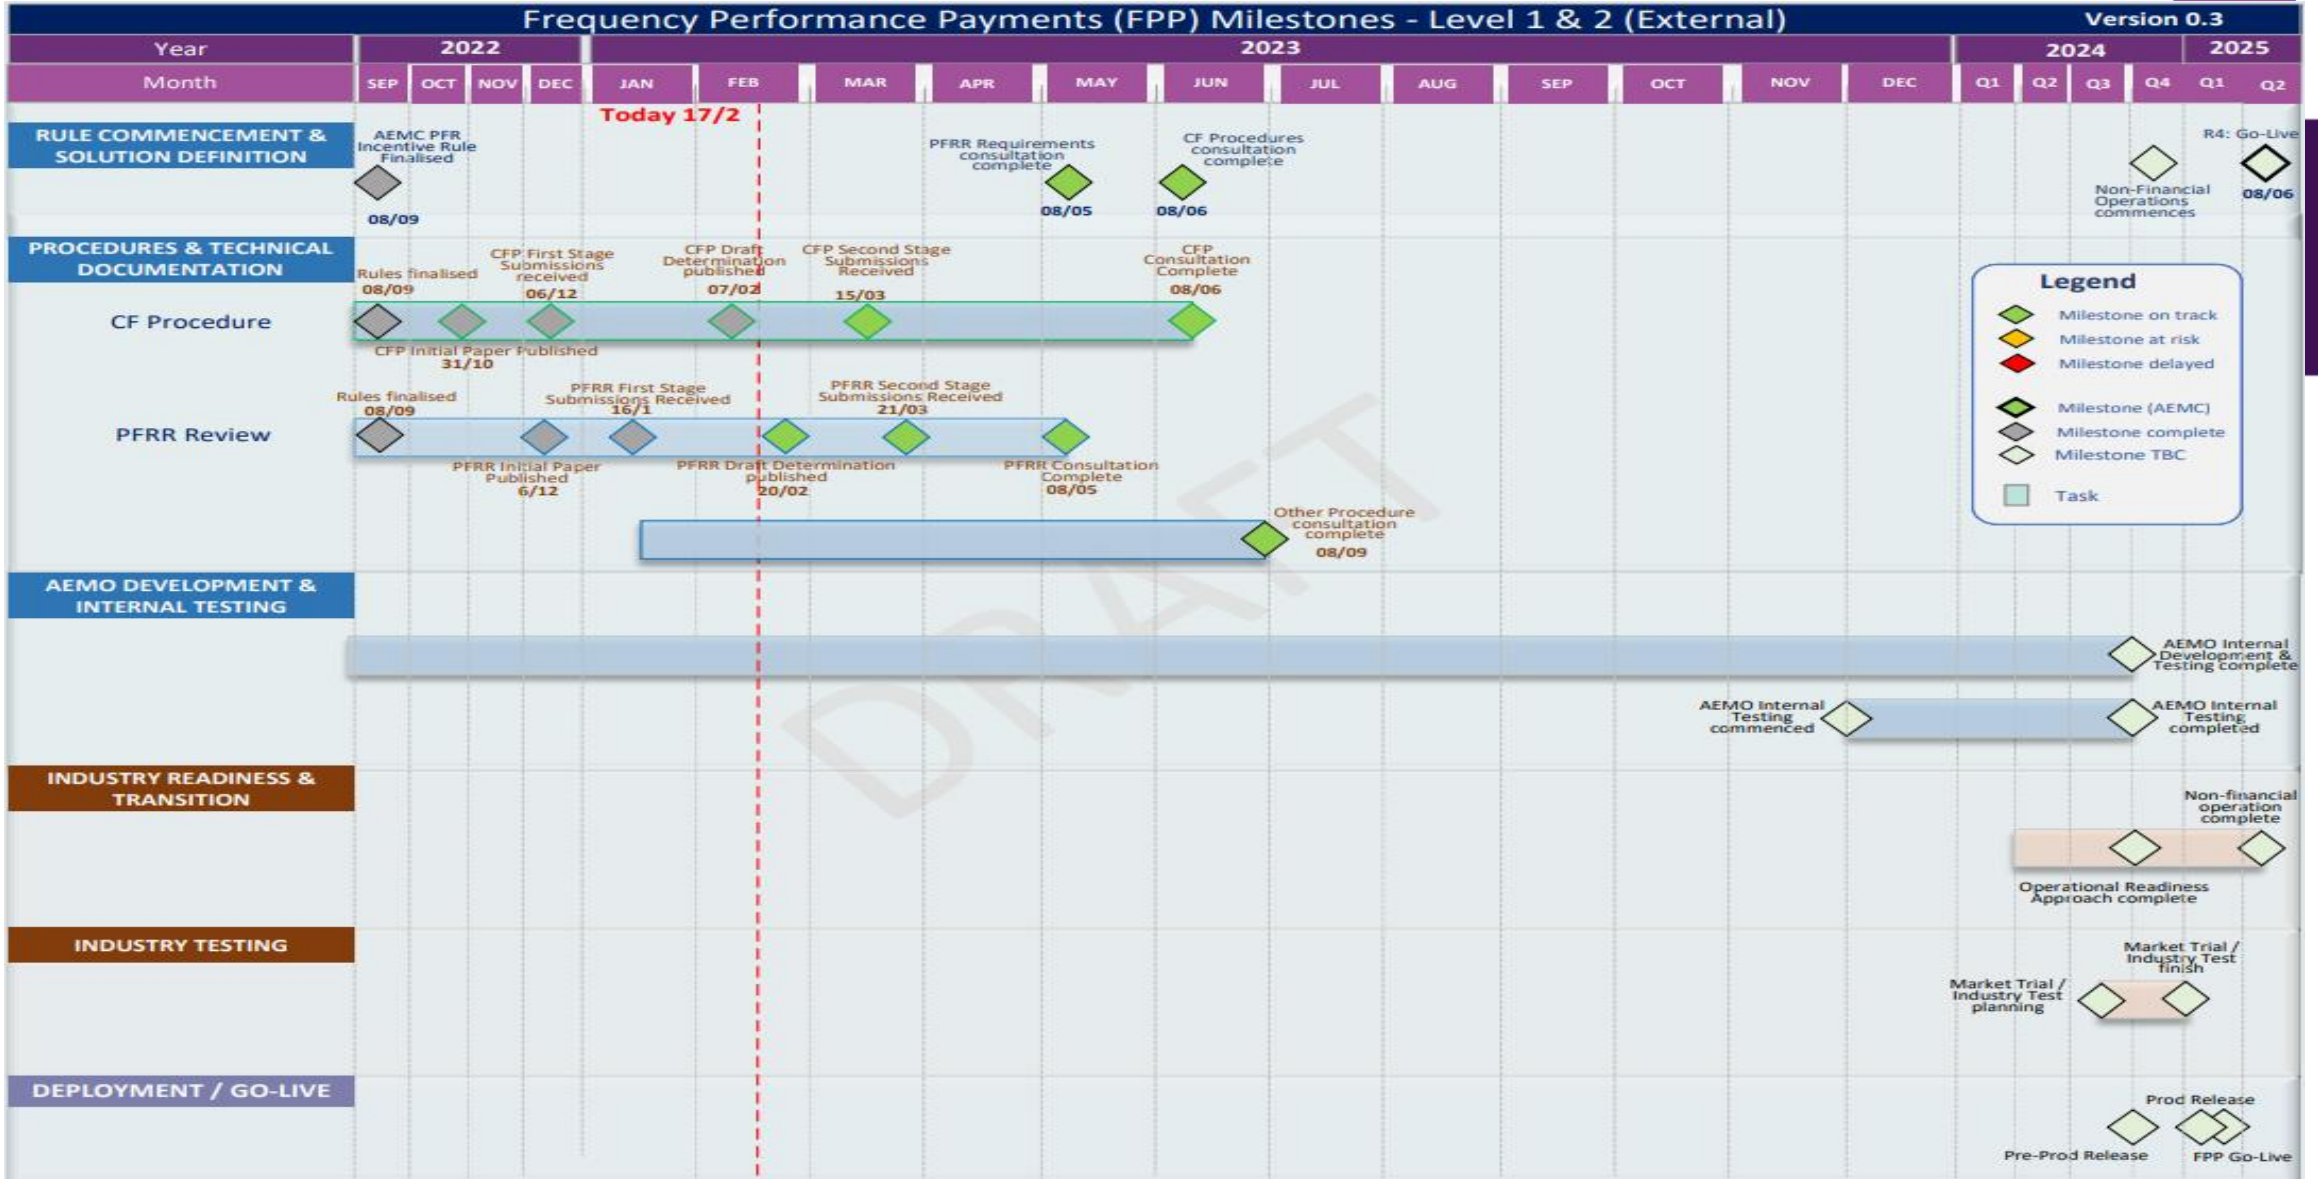 Frequency Performance Payments (FPP) Milestones - Level 1 & 2 (External)
Version 0.3
Year
2022
2023
2024
2025
Month
SEP
OCT
NOV
DEC
JAN
FEB
MAR
APR
MAY
JUN
JUL
AUG
SEP
OCT
NOV
DEC
Q1
Q2
Q3
Q4
Q1
Q2
Today 17/2
RULE COMMENCEMENT &
SOLUTION DEFINITION
AEMC PFR
Incentive Rule
Finalised
08/09
PFRR Requirements
consultation
complete
08/05
CF Procedures
consultation
complete
08/06
Non-Financial
Operations
commences
R4: Go-Live
08/06
PROCEDURES & TECHNICAL
DOCUMENTATION
CF Procedure
Rules finalised
08/09
CFP Initial Paper Published
31/10
CFP First Stage
Submissions
received
06/12
CFP Draft
Determination
published
07/02
CFP Second Stage
Submissions
Received
15/03
CFP
Consultation
Complete
08/06
PFRR Review
Rules finalised
08/09
PFRR Initial Paper
Published
6/12
PFRR First Stage
Submissions Received
16/1
PFRR Draft Determination
published
20/02
PFRR Second Stage
Submissions Received
21/03
PFRR Consultation
Complete
08/05
Other Procedure
consultation
complete
08/09
Legend
Milestone on track
Milestone at risk
Milestone delayed
Milestone (AEMC)
Milestone complete
Milestone TBC
Task
DRAFT
AEMO DEVELOPMENT &
INTERNAL TESTING
AEMO Internal
Development &
Testing complete
AEMO Internal
Testing
commenced
AEMO Internal
Testing
completed
INDUSTRY READINESS &
TRANSITION
Non-financial
operation
complete
Operational Readiness
Approach complete
INDUSTRY TESTING
Market Trial /
Industry Test
finish
Market Trial /
Industry Test
planning
DEPLOYMENT / GO-LIVE
Prod Release
Pre-Prod Release
FPP Go-Live